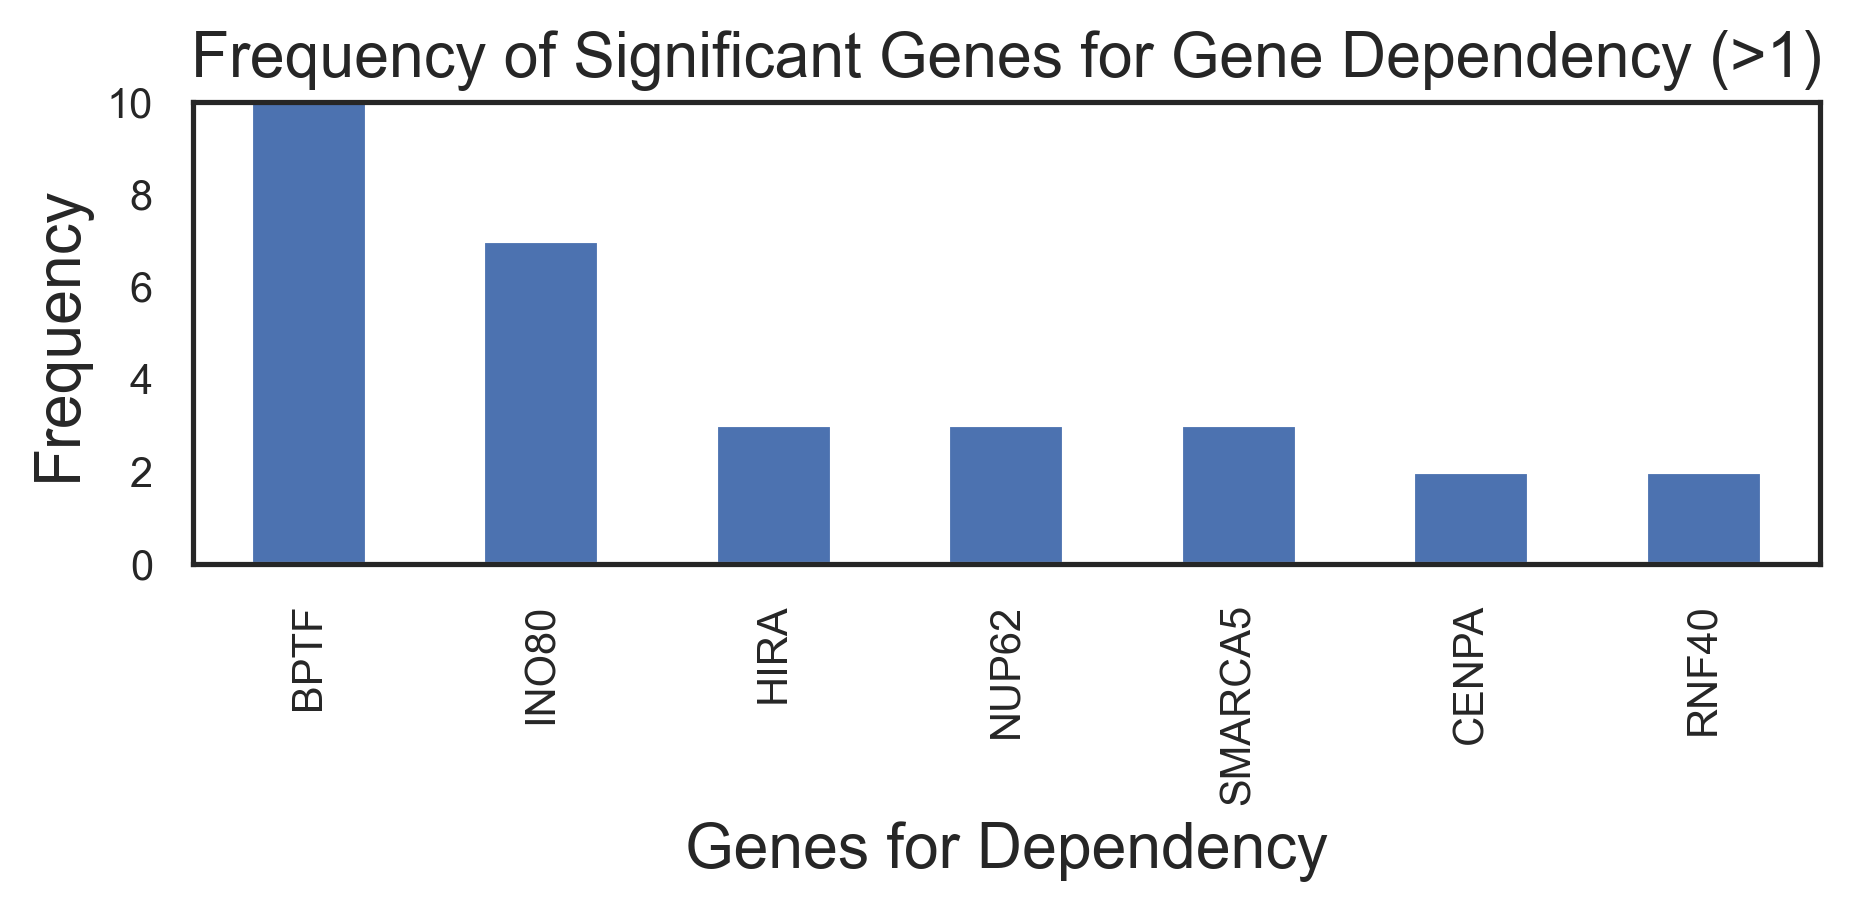 Frequency of Significant Genes for Gene Dependency (>1)
Frequency
10
8
6
4
2
0
BPTF
INO80
HIRA
NUP62
SMARCA5
CENPA
RNF40
Genes for Dependency